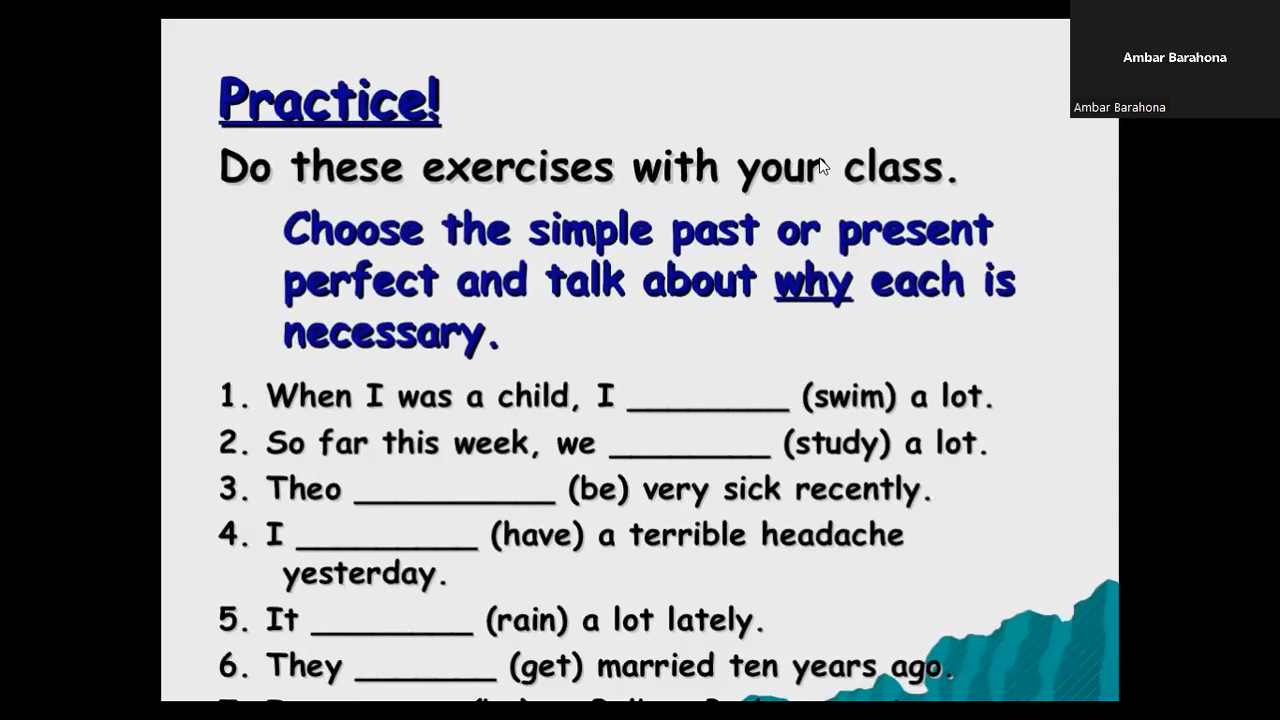 Ambar Barahona
Ambar Barahona
Practice!
Do these exercises with your class.
Choose the simple past or present
perfect and talk about why each is
necessary.
1. When I was a child, I ________ (swim) a lot.
2. So far this week, we ________ (study) a lot.
3. Theo __________ (be) very sick recently.
4. I _________ (have) a terrible headache
yesterday.
5. It ________ (rain) a lot lately.
6. They _______ (get) married ten years ago.